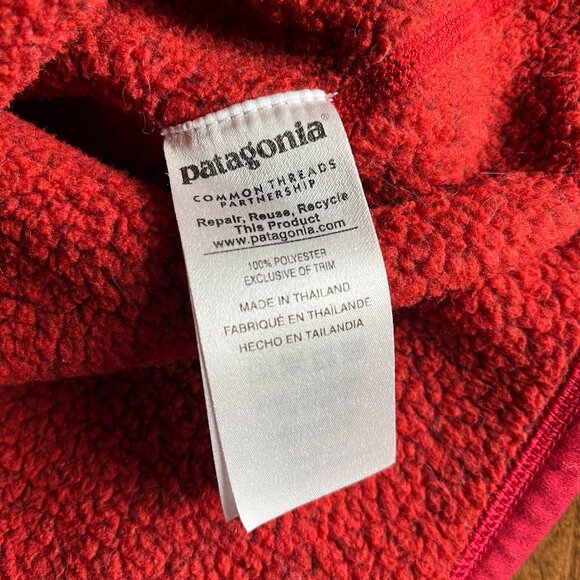 patagonia®
COMMON THREADS
PARTNERSHIP
Repair, Reuse, Recycle
This Product
www.patagonia.com
100% POLYESTER
EXCLUSIVE OF TRIM
MADE IN THAILAND
FABRIQUÉ EN THAÏLANDE
HECHO EN TAILANDIA